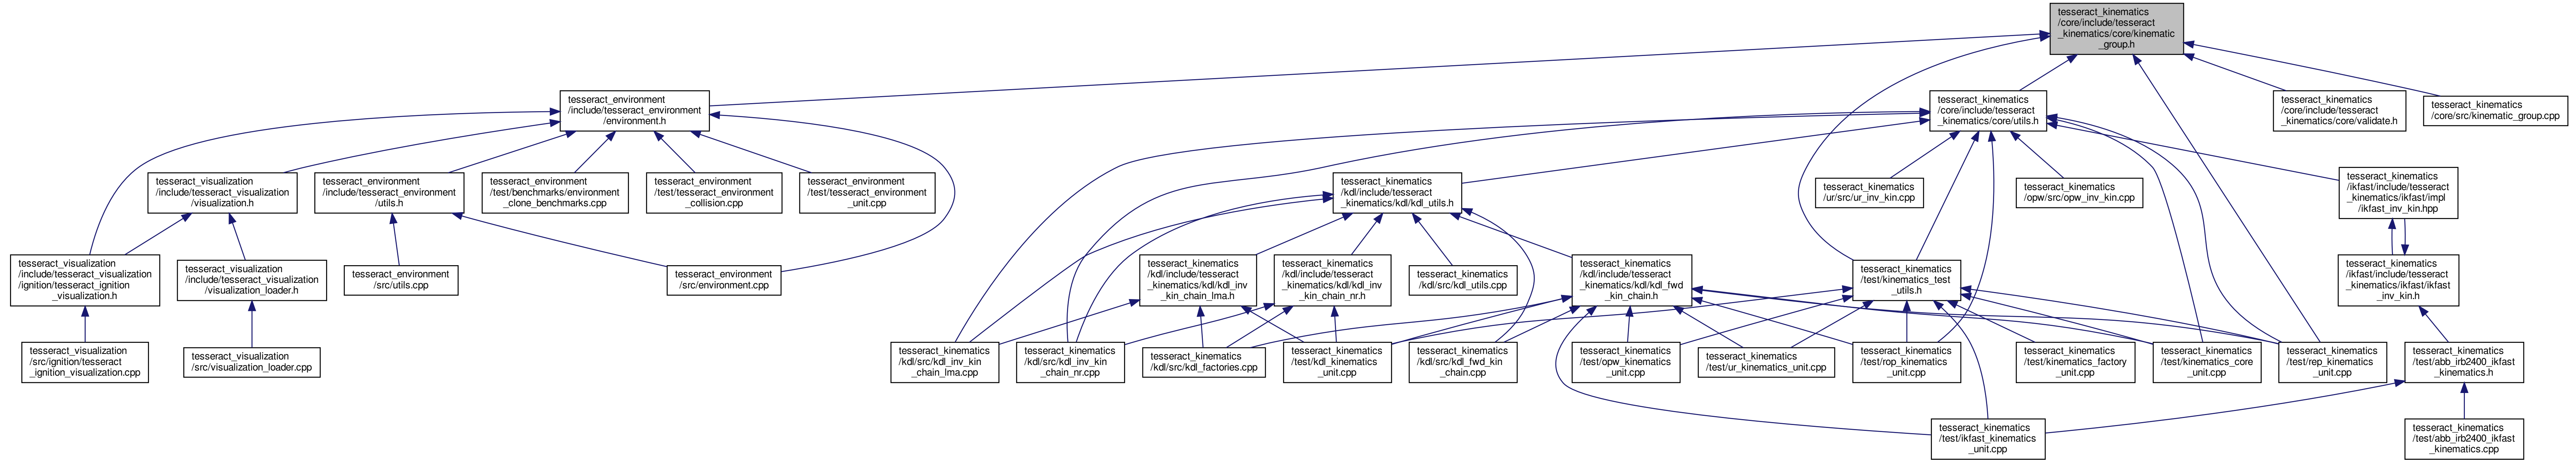 tesseract_kinematics
/core/include/tesseract
_kinematics/core/kinematic
_group.h
tesseract_environment
/include/tesseract_environment
/environment.h
tesseract_kinematics
/core/include/tesseract
_kinematics/core/utils.h
tesseract_kinematics
/core/include/tesseract
_kinematics/core/validate.h
tesseract_kinematics
/core/src/kinematic_group.cpp
tesseract_visualization
/include/tesseract_visualization
/visualization.h
tesseract_environment
/include/tesseract_environment
/utils.h
tesseract_environment
/test/benchmarks/environment
_clone_benchmarks.cpp
tesseract_environment
/test/tesseract_environment
_collision.cpp
tesseract_environment
/test/tesseract_environment
_unit.cpp
tesseract_kinematics
/kdl/include/tesseract
_kinematics/kdl/kdl_utils.h
tesseract_kinematics
/ur/src/ur_inv_kin.cpp
tesseract_kinematics
/opw/src/opw_inv_kin.cpp
tesseract_kinematics
/ikfast/include/tesseract
_kinematics/ikfast/impl
/ikfast_inv_kin.hpp
tesseract_visualization
/include/tesseract_visualization
/ignition/tesseract_ignition
_visualization.h
tesseract_visualization
/include/tesseract_visualization
/visualization_loader.h
tesseract_environment
/src/utils.cpp
tesseract_environment
/src/environment.cpp
tesseract_kinematics
/kdl/include/tesseract
_kinematics/kdl/kdl_inv
_kin_chain_lma.h
tesseract_kinematics
/kdl/include/tesseract
_kinematics/kdl/kdl_inv
_kin_chain_nr.h
tesseract_kinematics
/kdl/src/kdl_utils.cpp
tesseract_kinematics
/kdl/include/tesseract
_kinematics/kdl/kdl_fwd
_kin_chain.h
tesseract_kinematics
/test/kinematics_test
_utils.h
tesseract_kinematics
/ikfast/include/tesseract
_kinematics/ikfast/ikfast
_inv_kin.h
tesseract_visualization
/src/ignition/tesseract
_ignition_visualization.cpp
tesseract_visualization
/src/visualization_loader.cpp
tesseract_kinematics
/kdl/src/kdl_inv_kin
_chain_lma.cpp
tesseract_kinematics
/kdl/src/kdl_inv_kin
_chain_nr.cpp
tesseract_kinematics
/kdl/src/kdl_factories.cpp
tesseract_kinematics
/test/kdl_kinematics
_unit.cpp
tesseract_kinematics
/kdl/src/kdl_fwd_kin
_chain.cpp
tesseract_kinematics
/test/opw_kinematics
_unit.cpp
tesseract_kinematics
/test/ur_kinematics_unit.cpp
tesseract_kinematics
/test/rop_kinematics
_unit.cpp
tesseract_kinematics
/test/kinematics_factory
_unit.cpp
tesseract_kinematics
/test/kinematics_core
_unit.cpp
tesseract_kinematics
/test/rep_kinematics
_unit.cpp
tesseract_kinematics
/test/abb_irb2400_ikfast
_kinematics.h
tesseract_kinematics
/test/ikfast_kinematics
_unit.cpp
tesseract_kinematics
/test/abb_irb2400_ikfast
_kinematics.cpp